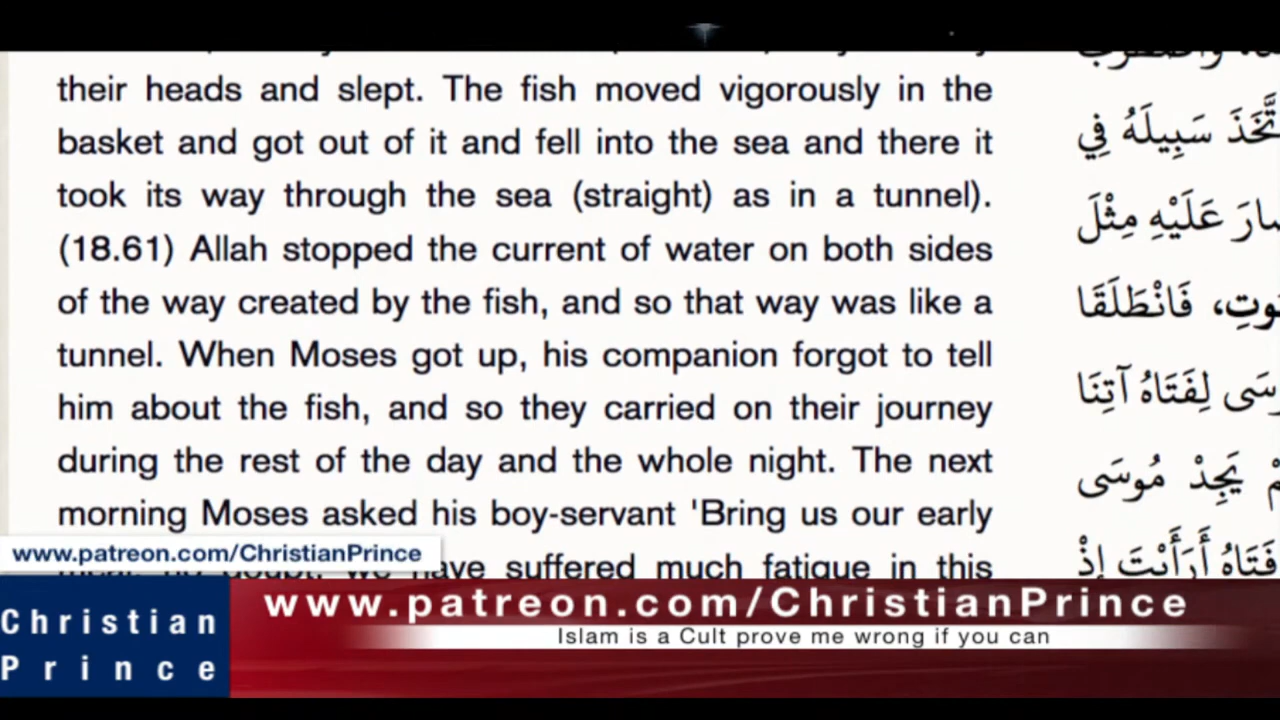 their heads and slept. The fish moved vigorously in the
basket and got out of it and fell into the sea and there it
took its way through the sea (straight) as in a tunnel).
(18.61) Allah stopped the current of water on both sides
of the way created by the fish, and so that way was like a
tunnel. When Moses got up, his companion forgot to tell
him about the fish, and so they carried on their journey
during the rest of the day and the whole night. The next
morning Moses asked his boy-servant 'Bring us our early
have suffered much fatigue in this
سَبِيلَهُ فِي
عَلَيْهِ مِثْلَ
فَانْطَلَقَا
لِفَتَاهُ آتِنَا
يَجِدْ مُوسَى
أَرَأَيْتَ إِذْ
www.patreon.com/ChristianPrince
Christian
Prince
www.patreon.com/ChristianPrince
Islam is a Cult prove me wrong if you can